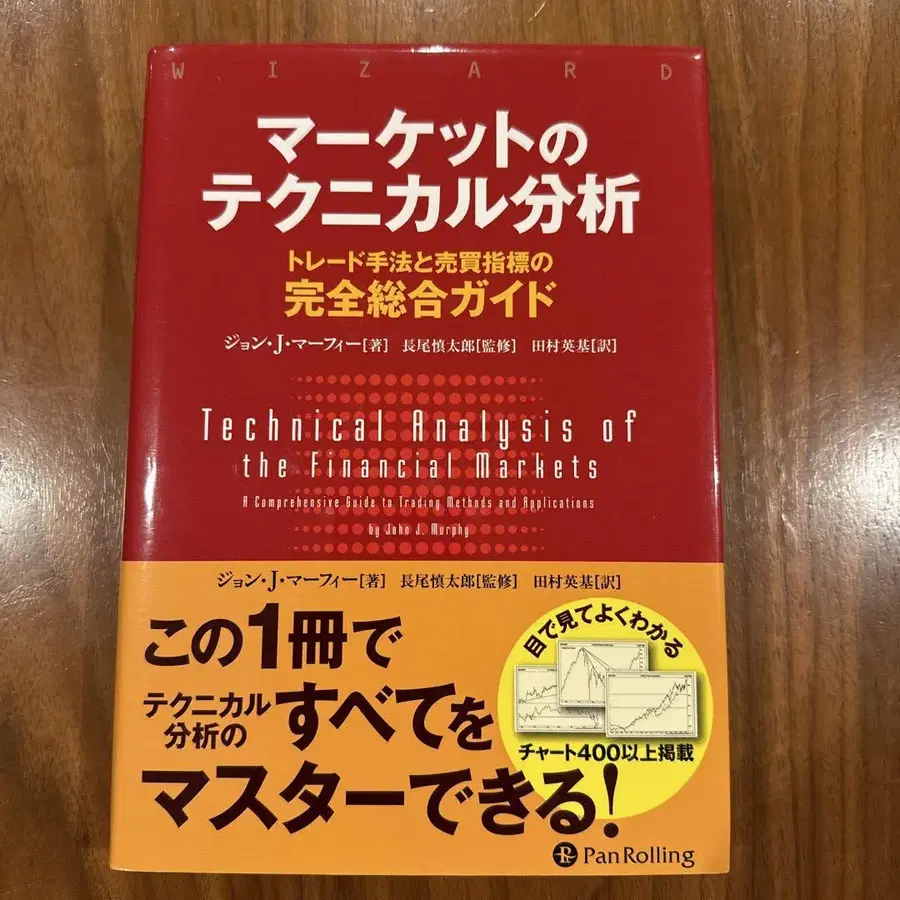 WIZARD
マーケットの
テクニカル分析
トレード手法と売買指標の
完全総合ガイド
ジョン・J・マーフィー[著] 長尾慎太郎[監修] 田村英基[訳]
Technical Analysis of
the Financial Markets
A Comprehensive Guide to Trading Methods and Applications
by John J. Murphy
ジョン・J・マーフィー[著] 長尾慎太郎[監修] 田村英基[訳]
この1冊で
テクニカル
分析の
すべてを
マスターできる!
目で見てよくわかる
チャート400以上掲載
PanRolling